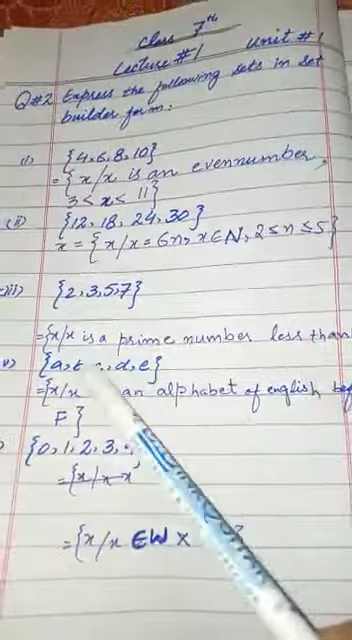 Class 7th
Lecture #1 Unit #1
Q#2 Express the following sets in set
builder form:
(i) {4,6,8,10}
={x/x is an even number,
3<x≤11}
(ii) {12, 18, 24, 30}
x={x/x=6n, x∈N, 2≤n≤5}
{2,3,5,7}
={x/x is a prime number less than
{a, d,e}
={x/x an alphabet of english
F}
{0,1,2,3,
={x/x x
={x/x ∈W x